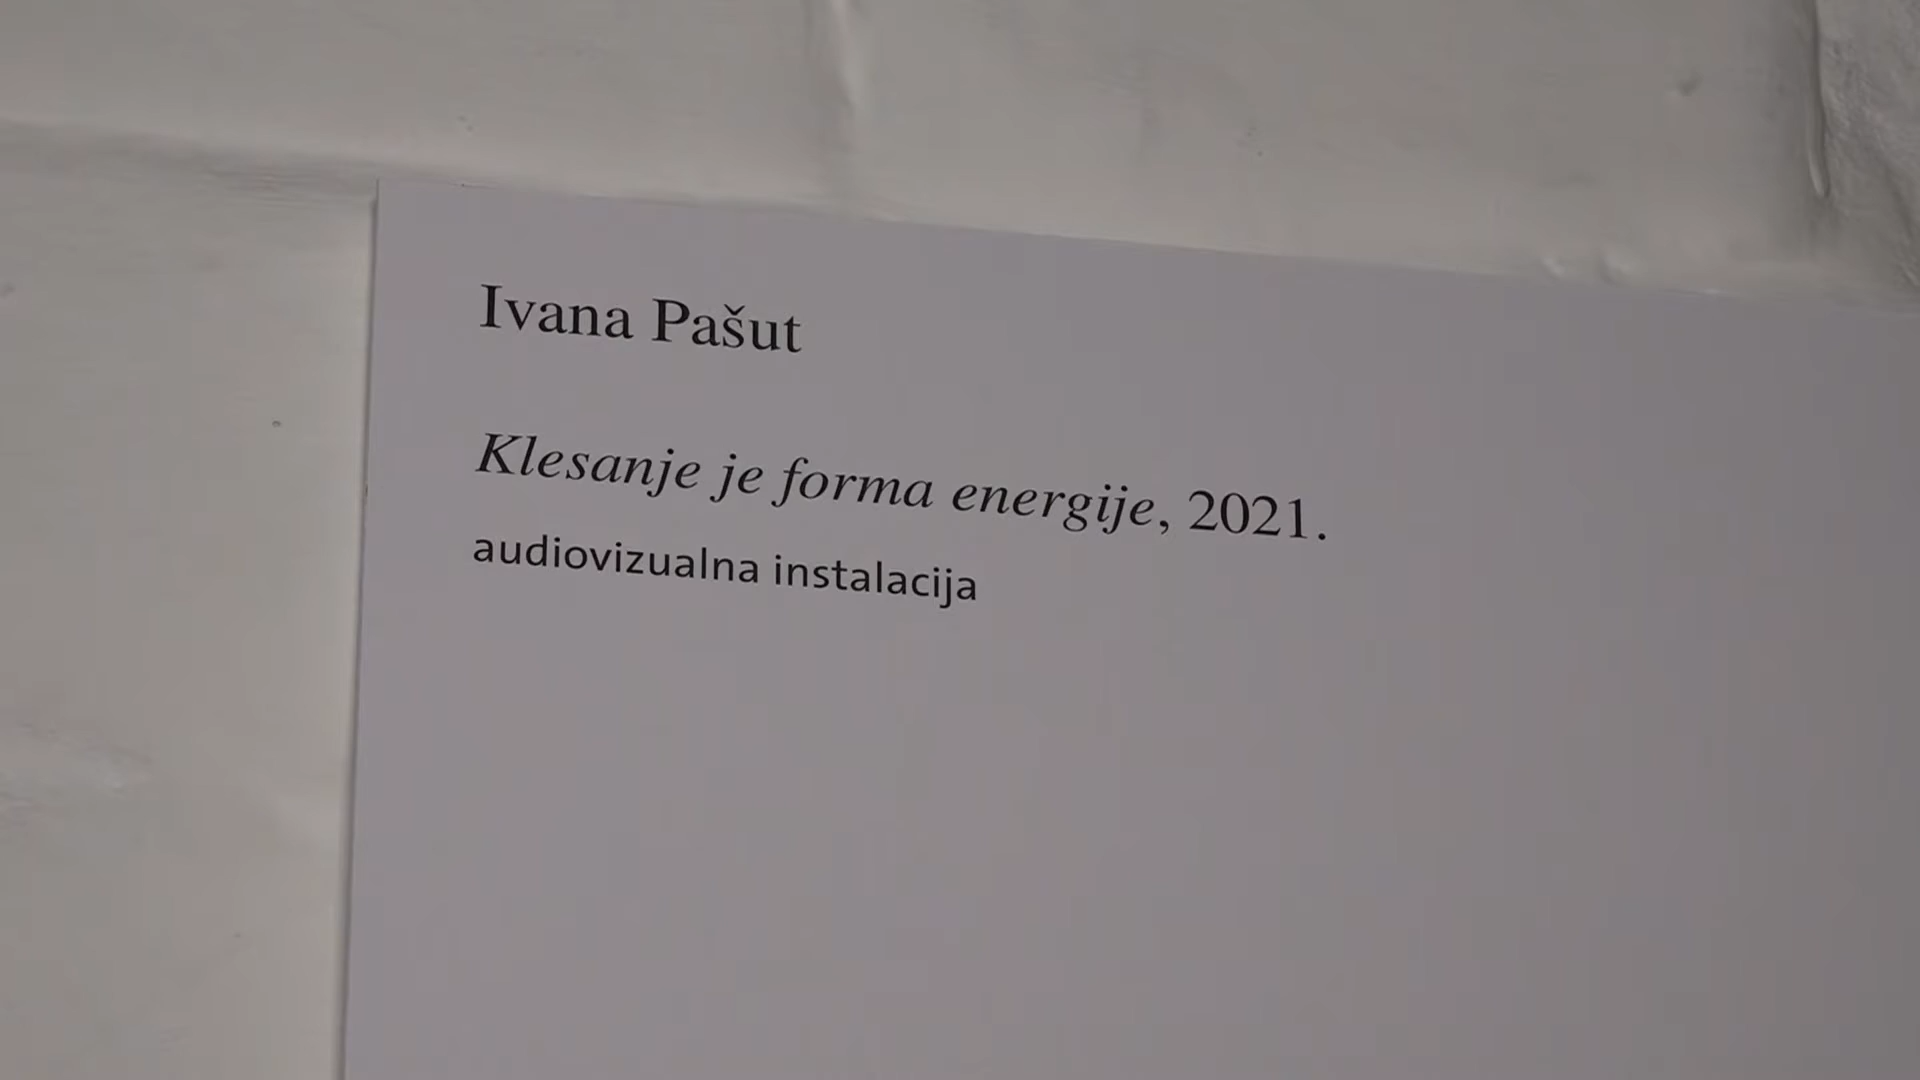 Ivana Pašut
Klesanje je forma energije, 2021.
audiovizualna instalacija